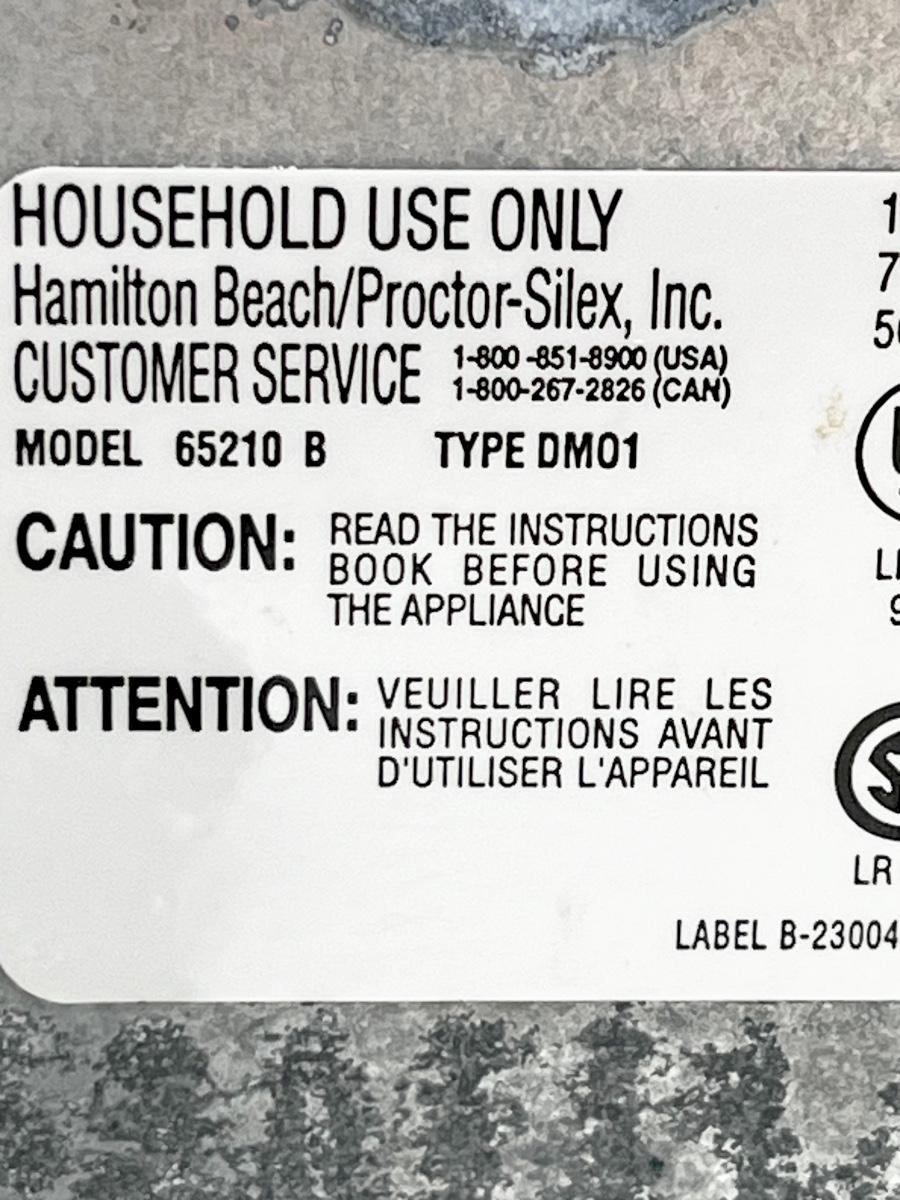 HOUSEHOLD USE ONLY
Hamilton Beach/Proctor-Silex, Inc.
CUSTOMER SERVICE 1-800 -851-8900 (USA)
1-800-267-2826 (CAN)
MODEL 65210 B TYPE DM01
CAUTION: READ THE INSTRUCTIONS
BOOK BEFORE USING
THE APPLIANCE
ATTENTION: VEUILLER LIRE LES
INSTRUCTIONS AVANT
D'UTILISER L'APPAREIL
LR
LABEL B-23004